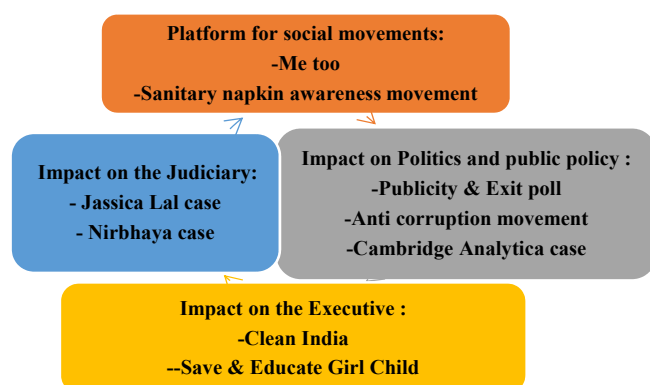 Platform for social movements:
-Me too
-Sanitary napkin awareness movement
Impact on the Judiciary:
- Jassica Lal case
- Nirbhaya case
Impact on Politics and public policy :
-Publicity & Exit poll
-Anti corruption movement
-Cambridge Analytica case
Impact on the Executive :
-Clean India
--Save & Educate Girl Child